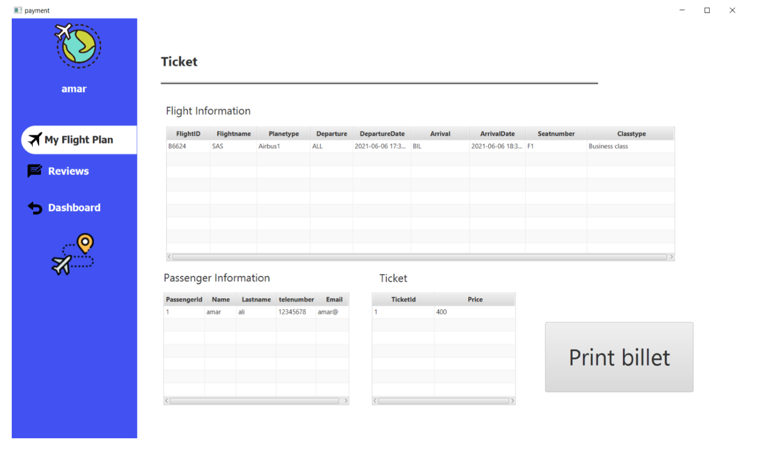 payment
amar
My Flight Plan
Reviews
Dashboard
Ticket
Flight Information
FlightID Flightname Planetype Departure DepartureDate Arrival ArrivalDate Seatnumber Classtype
B6624 SAS Airbus1 ALL 2021-06-06 17:3... BIL 2021-06-06 18:3... F1 Business class
Passenger Information
PassengerId Name Lastname telenumber Email
1 amar ali 12345678 amar@
Ticket
TicketId Price
1 400
Print billet